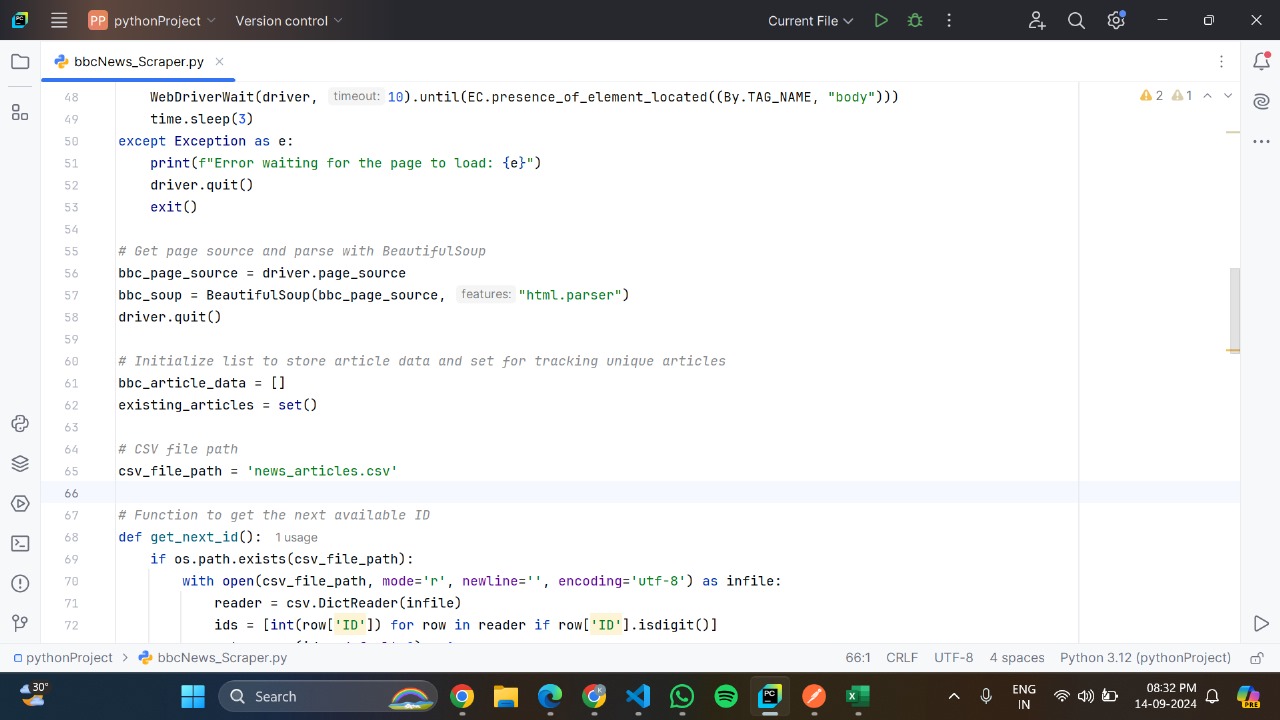 PP pythonProject Version control Current File
bbcNews_Scraper.py
48 WebDriverWait(driver, timeout: 10).until(EC.presence_of_element_located((By.TAG_NAME, "body")))
2 1
49 time.sleep(3)
50 except Exception as e:
51 print(f"Error waiting for the page to load: {e}")
52 driver.quit()
53 exit()
54
55 # Get page source and parse with BeautifulSoup
56 bbc_page_source = driver.page_source
57 bbc_soup = BeautifulSoup(bbc_page_source, features: "html.parser")
58 driver.quit()
59
60 # Initialize list to store article data and set for tracking unique articles
61 bbc_article_data = []
62 existing_articles = set()
63
64 # CSV file path
65 csv_file_path = 'news_articles.csv'
66
67 # Function to get the next available ID
68 def get_next_id(): 1 usage
69 if os.path.exists(csv_file_path):
70 with open(csv_file_path, mode='r', newline='', encoding='utf-8') as infile:
71 reader = csv.DictReader(infile)
72 ids = [int(row['ID']) for row in reader if row['ID'].isdigit()]
pythonProject > bbcNews_Scraper.py 66:1 CRLF UTF-8 4 spaces Python 3.12 (pythonProject)
30° Search ENG IN 08:32 PM 14-09-2024 PRE